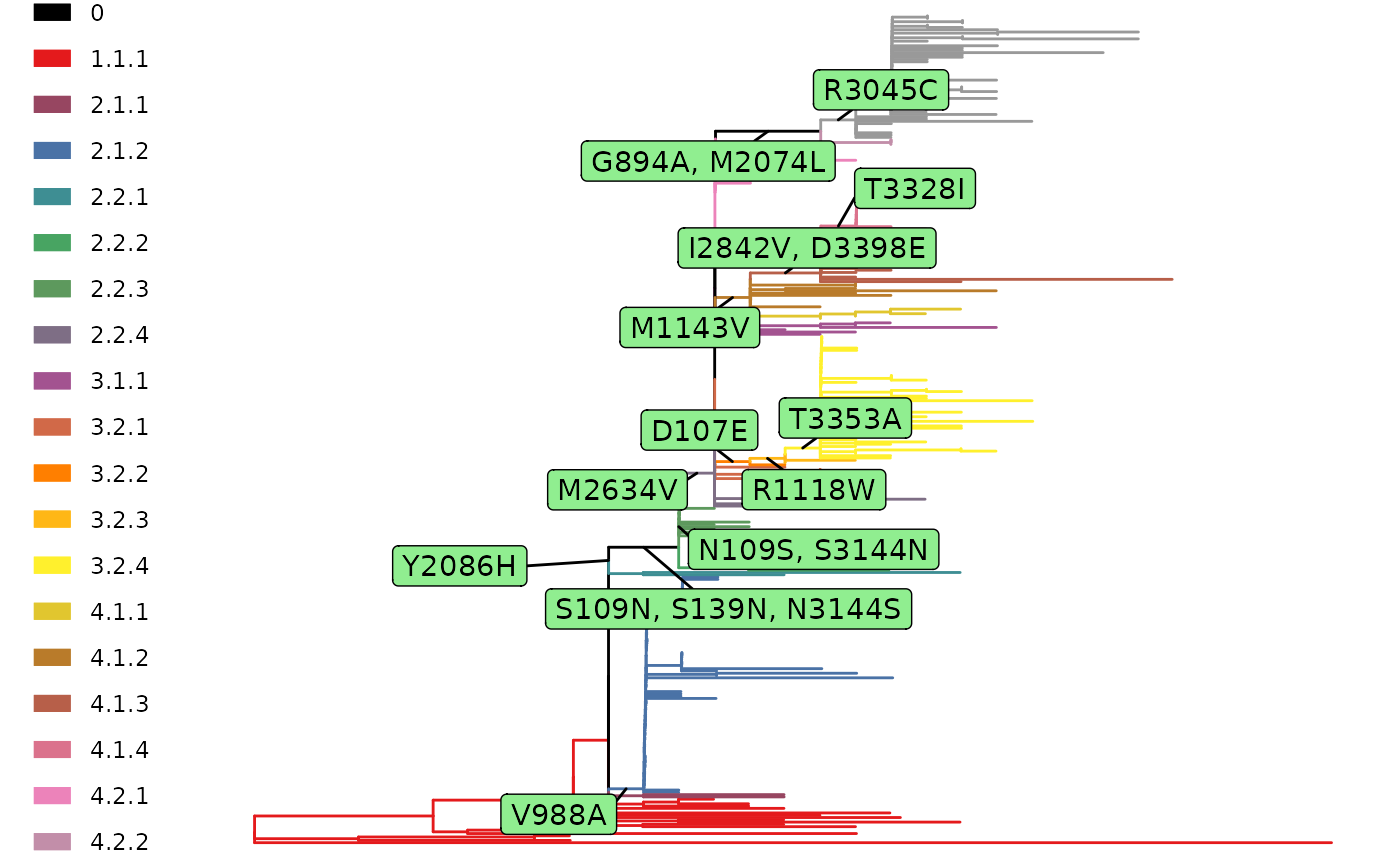 0
1.1.1
2.1.1
2.1.2
2.2.1
2.2.2
2.2.3
2.2.4
3.1.1
3.2.1
3.2.2
3.2.3
3.2.4
4.1.1
4.1.2
4.1.3
4.1.4
4.2.1
4.2.2
R3045C
G894A, M2074L
T3328I
I2842V, D3398E
M1143V
T3353A
D107E
M2634V
R1118W
N109S, S3144N
Y2086H
S109N, S139N, N3144S
V988A